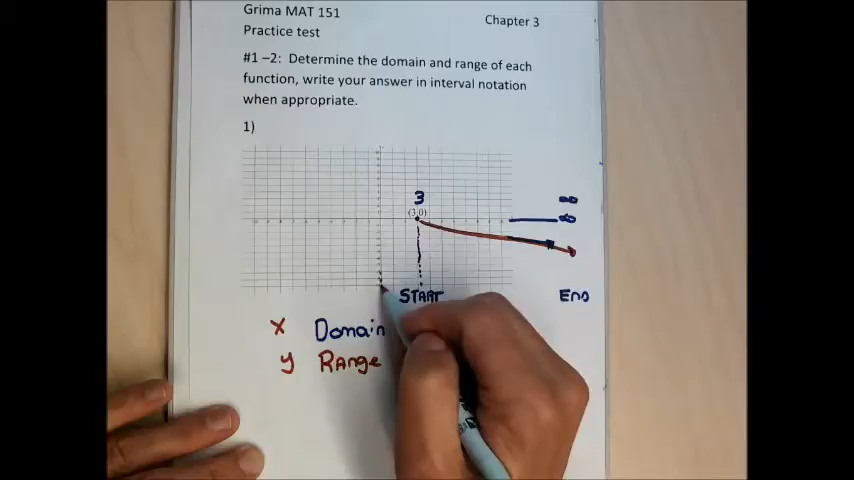 Grima MAT 151 Chapter 3
Practice test
#1 –2: Determine the domain and range of each
function, write your answer in interval notation
when appropriate.
1)
3
∞
(3,0)
∞
START
END
X Domain
y Range